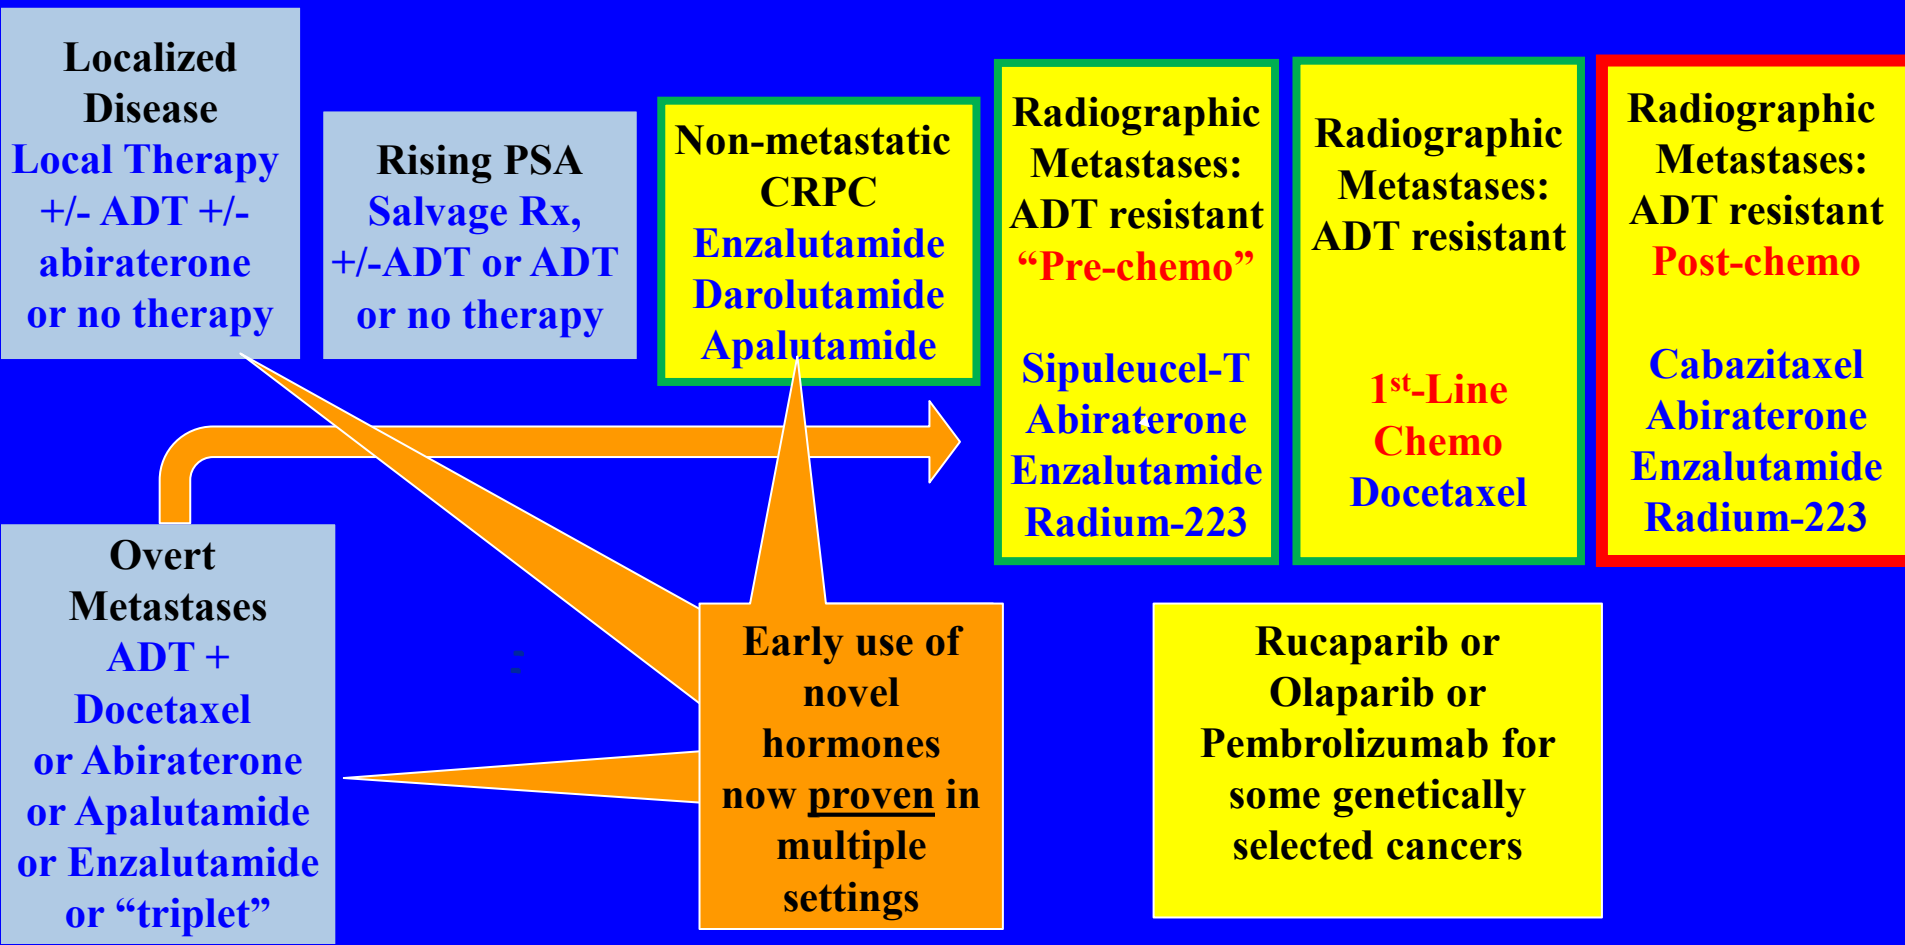 Localized
Disease
Local Therapy
+/- ADT +/-
abiraterone
or no therapy
Rising PSA
Salvage Rx,
+/-ADT or ADT
or no therapy
Non-metastatic
CRPC
Enzalutamide
Darolutamide
Apalutamide
Radiographic
Metastases:
ADT resistant
“Pre-chemo”
Sipuleucel-T
Abiraterone
Enzalutamide
Radium-223
Radiographic
Metastases:
ADT resistant
1st-Line
Chemo
Docetaxel
Radiographic
Metastases:
ADT resistant
Post-chemo
Cabazitaxel
Abiraterone
Enzalutamide
Radium-223
Overt
Metastases
ADT +
Docetaxel
or Abiraterone
or Apalutamide
or Enzalutamide
or “triplet”
Early use of
novel
hormones
now proven in
multiple
settings
Rucaparib or
Olaparib or
Pembrolizumab for
some genetically
selected cancers